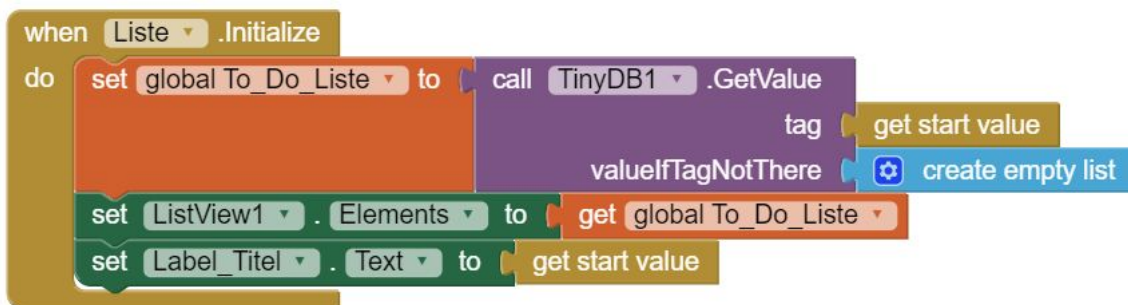 when Liste .Initialize
do set global To_Do_Liste to call TinyDB1 .GetValue
tag get start value
valueIfTagNotThere create empty list
set ListView1 . Elements to get global To_Do_Liste
set Label_Titel . Text to get start value